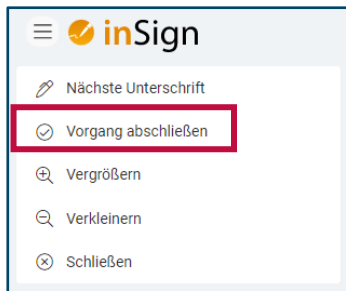 inSign
Nächste Unterschrift
Vorgang abschließen
Vergrößern
Verkleinern
Schließen